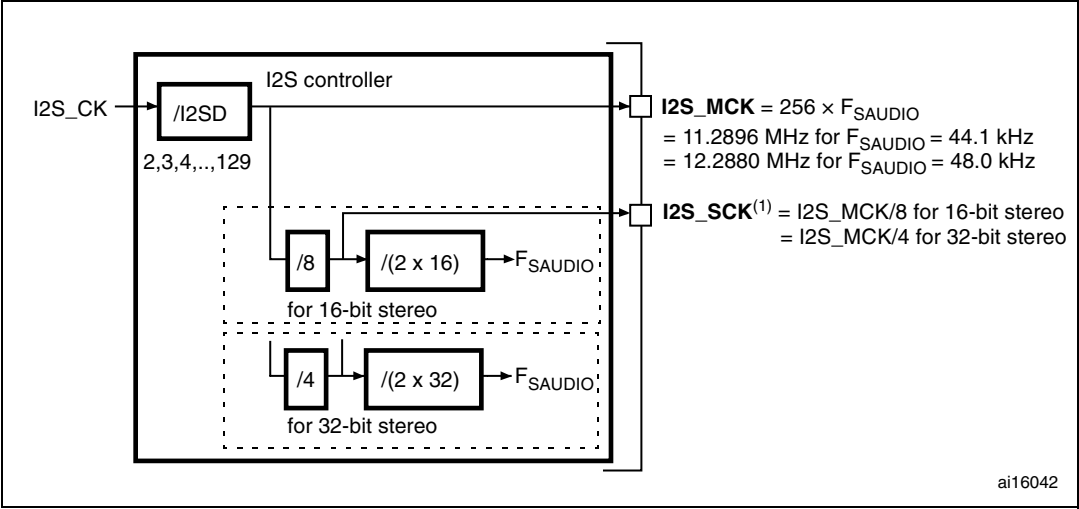 I2S controller
I2S_CK
/I2SD
2,3,4,..,129
I2S_MCK = 256 × FSAUDIO
= 11.2896 MHz for FSAUDIO = 44.1 kHz
= 12.2880 MHz for FSAUDIO = 48.0 kHz
I2S_SCK(1) = I2S_MCK/8 for 16-bit stereo
= I2S_MCK/4 for 32-bit stereo
/8
/(2 x 16)
FSAUDIO
for 16-bit stereo
/4
/(2 x 32)
FSAUDIO
for 32-bit stereo
ai16042